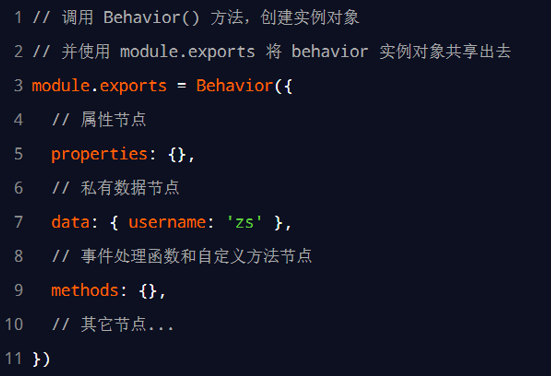 1 // 调用 Behavior() 方法，创建实例对象
2 // 并使用 module.exports 将 behavior 实例对象共享出去
3 module.exports = Behavior({
4   // 属性节点
5   properties: {},
6   // 私有数据节点
7   data: { username: 'zs' },
8   // 事件处理函数和自定义方法节点
9   methods: {},
10   // 其它节点...
11 })